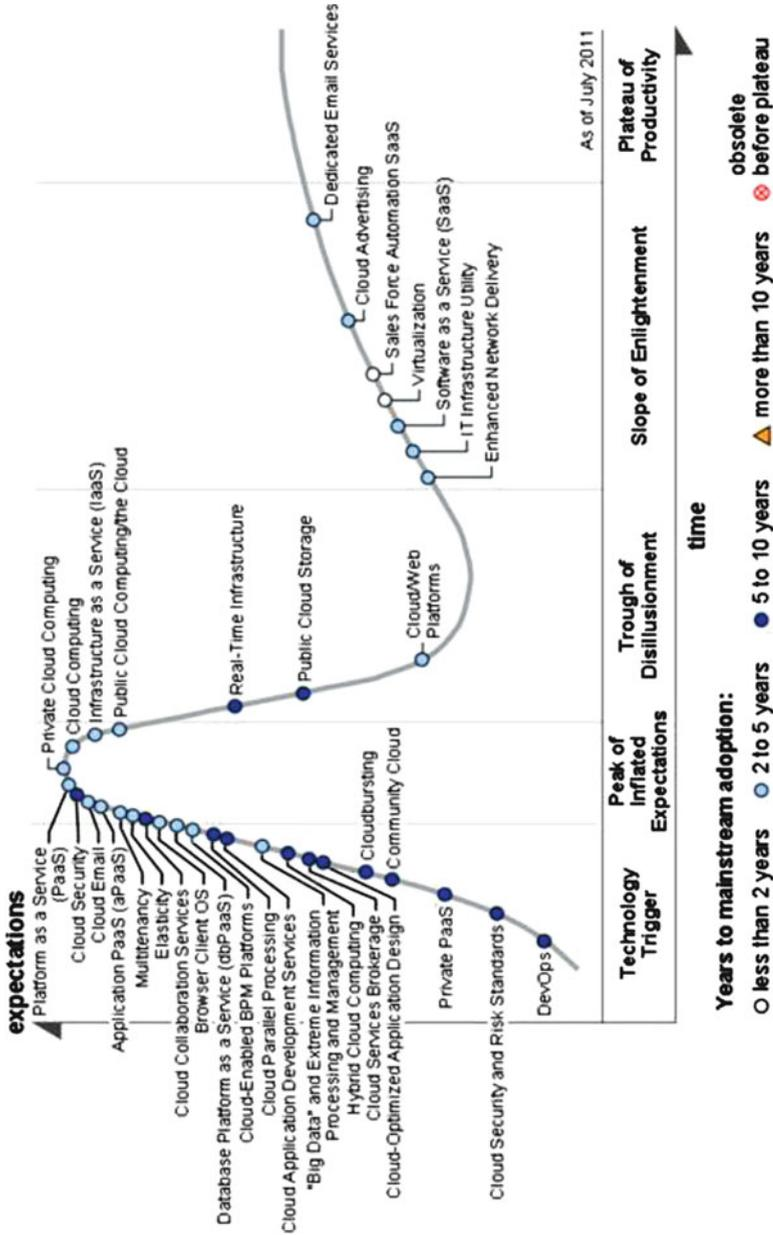 expectations
Platform as a Service
(PaaS)
Cloud Security
Cloud Email
Application PaaS (aPaaS)
Multitenancy
Elasticity
Cloud Collaboration Services
Browser Client OS
Database Platform as a Service (dbPaaS)
Cloud-Enabled BPM Platforms
Cloud Parallel Processing
Cloud Application Development Services
"Big Data" and Extreme Information
Processing and Management
Hybrid Cloud Computing
Cloud Services Brokerage
Cloud-Optimized Application Design
Private PaaS
Cloud Security and Risk Standards
DevOps
Private Cloud Computing
Cloud Computing
Infrastructure as a Service (IaaS)
Public Cloud Computing/the Cloud
Real-Time Infrastructure
Public Cloud Storage
Cloudbursting
Community Cloud
Cloud/Web
Platforms
Dedicated Email Services
Cloud Advertising
Sales Force Automation SaaS
Virtualization
Software as a Service (SaaS)
IT Infrastructure Utility
Enhanced Network Delivery
As of July 2011
Technology
Trigger
Peak of
Inflated
Expectations
Trough of
Disillusionment
Slope of Enlightenment
Plateau of
Productivity
time
Years to mainstream adoption:
less than 2 years
2 to 5 years
5 to 10 years
more than 10 years
obsolete
before plateau